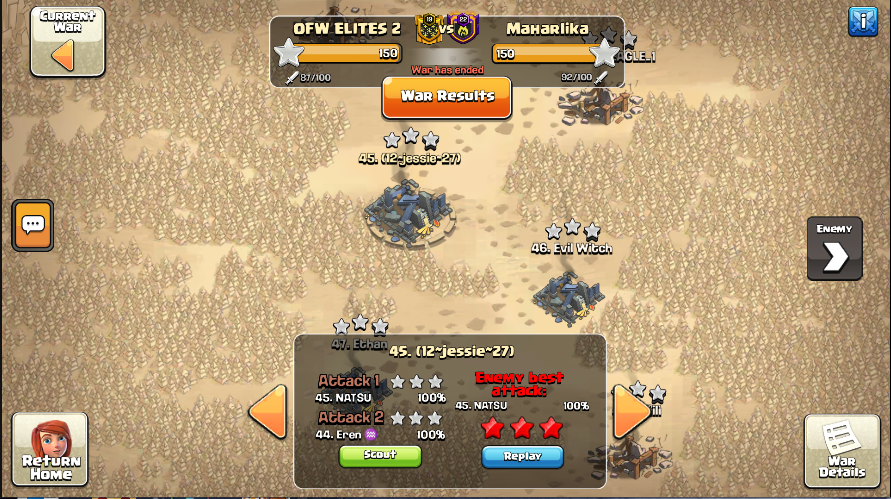 Current
War
OFW ELITES 2
19
vs
22
Maharlika
150
150
War has ended
87/100
92/100
War Results
45. (12~jessie~27)
46. Evil Witch
Enemy
47. Ethan
45. (12~jessie~27)
Attack 1
45. NATSU
100%
Attack 2
44. Eren
100%
Scout
Enemy best
attack:
45. NATSU
100%
Replay
Return
Home
War
Details